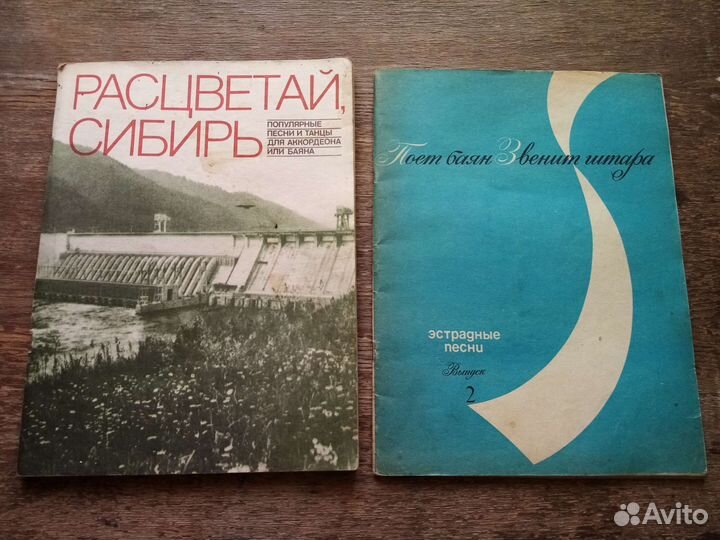 РАСЦВЕТАЙ,
СИБИРЬ
ПОПУЛЯРНЫЕ
ПЕСНИ И ТАНЦЫ
ДЛЯ АККОРДЕОНА
ИЛИ БАЯНА
Поет баян Звенит гитара
эстрадные
песни
Выпуск
2
Avito